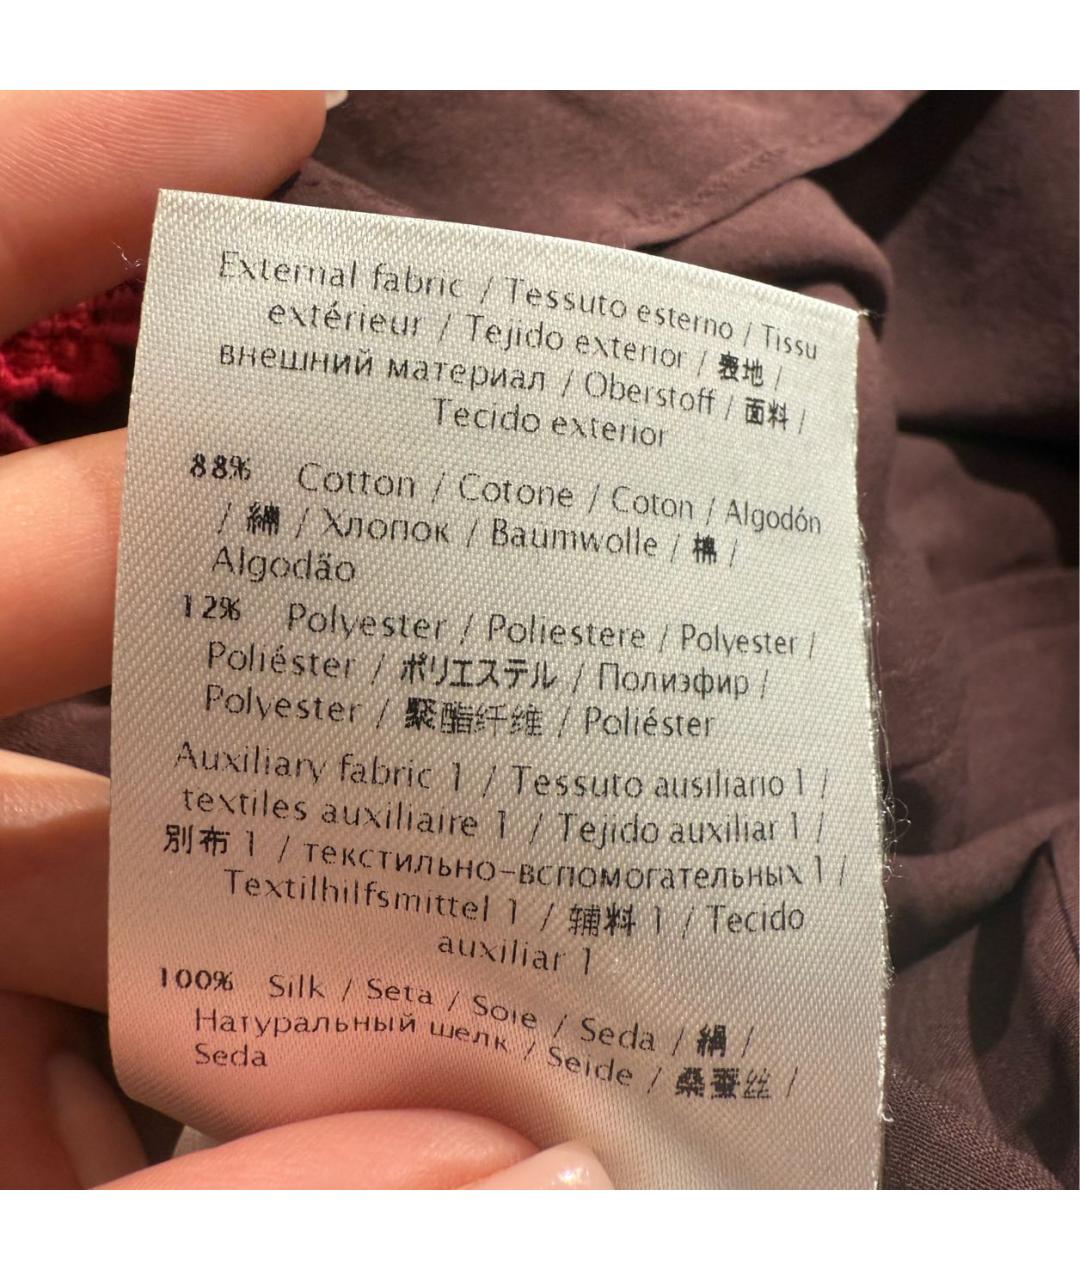 External fabric / Tessuto esterno / Tissu
extérieur / Tejido exterior / 表地 /
внешний материал / Oberstoff / 面料 /
Tecido exterior
88% Cotton / Cotone / Coton / Algodón
/ 綿 / Хлопок / Baumwolle / 棉 /
Algodão
12% Polyester / Poliestere / Polyester /
Poliéster / ポリエステル / Полиэфир /
Polyester / 聚酯纤维 / Poliéster
Auxiliary fabric 1 / Tessuto ausiliario 1 /
textiles auxiliaire 1 / Tejido auxiliar 1 /
別布 1 / текстильно-вспомогательных 1 /
Textilhilfsmittel 1 / 辅料 1 / Tecido
auxiliar 1
100% Silk / Seta / Soie / Seda / 絹 /
Натуральный шелк / Seide / 桑蚕丝 /
Seda